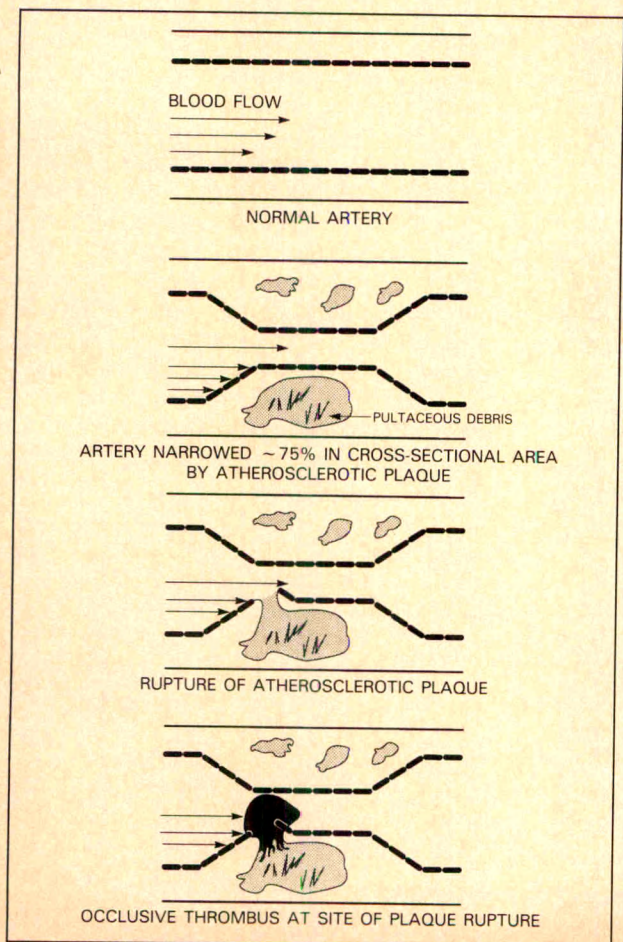 BLOOD FLOW
NORMAL ARTERY
PULTACEOUS DEBRIS
ARTERY NARROWED ~75% IN CROSS-SECTIONAL AREA
BY ATHEROSCLEROTIC PLAQUE
RUPTURE OF ATHEROSCLEROTIC PLAQUE
OCCLUSIVE THROMBUS AT SITE OF PLAQUE RUPTURE